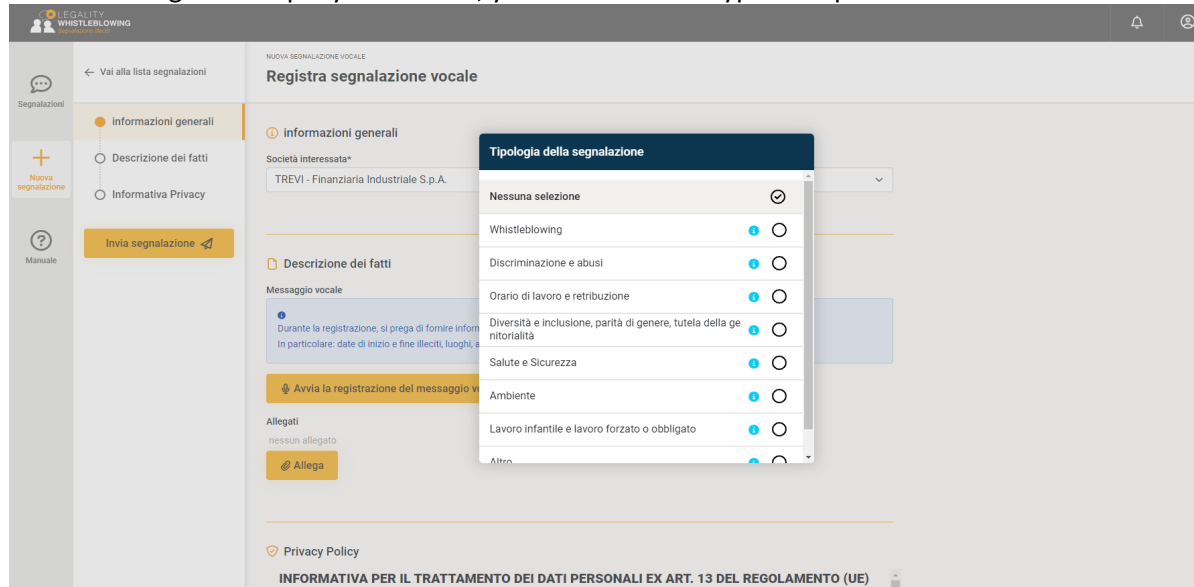 LEGALITY
WHISTLEBLOWING
NUOVA SEGNALAZIONE VOCALE
Registra segnalazione vocale
Vai alla lista segnalazioni
Segnalazioni
Nuova
segnalazione
Manuale
informazioni generali
Descrizione dei fatti
Informativa Privacy
Invia segnalazione
informazioni generali
Società interessata*
TREVI - Finanziaria Industriale S.p.A.
Descrizione dei fatti
Messaggio vocale
Durante la registrazione, si prega di fornire inform
In particolare: date di inizio e fine illeciti, luoghi, a
Avvia la registrazione del messaggio v
Allegati
nessun allegato
Allega
Tipologia della segnalazione
Nessuna selezione
Whistleblowing
Discriminazione e abusi
Orario di lavoro e retribuzione
Diversità e inclusione, parità di genere, tutela della ge
nitorialità
Salute e Sicurezza
Ambiente
Lavoro infantile e lavoro forzato o obbligato
Altro
Privacy Policy
INFORMATIVA PER IL TRATTAMENTO DEI DATI PERSONALI EX ART. 13 DEL REGOLAMENTO (UE)